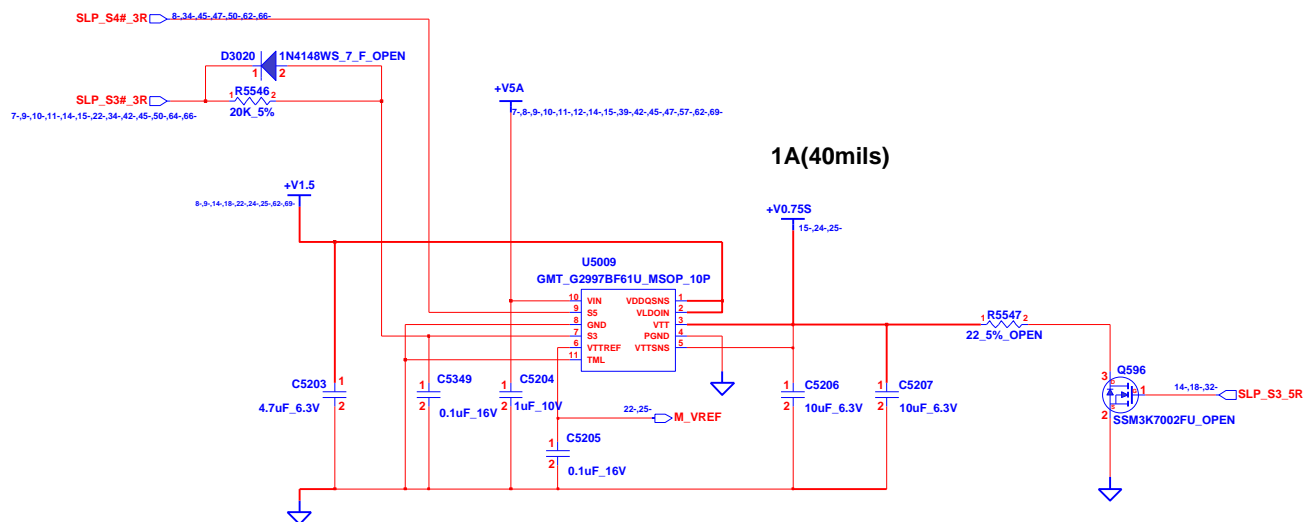 SLP_S4#_3R
8-,34-,45-,47-,50-,62-,66-
D3020
1N4148WS_7_F_OPEN
1
2
SLP_S3#_3R
1
R5546
2
20K_5%
7-,9-,10-,11-,14-,15-,22-,34-,42-,45-,50-,64-,66-
+V5A
7-,8-,9-,10-,11-,12-,14-,15-,39-,42-,45-,47-,57-,62-,69-
1A(40mils)
+V1.5
8-,9-,14-,18-,22-,24-,25-,62-,69-
+V0.75S
15-,24-,25-
U5009
GMT_G2997BF61U_MSOP_10P
10 VIN VDDQSNS 1
9 S5 VLDOIN 2
8 GND VTT 3
7 S3 PGND 4
6 VTTREF VTTSNS 5
11 TML
1 R5547 2
22_5%_OPEN
C5203
1
2
4.7uF_6.3V
C5349
1
2
0.1uF_16V
C5204
1
2
1uF_10V
22-,25-
M_VREF
C5205
1
2
0.1uF_16V
C5206
1
2
10uF_6.3V
C5207
1
2
10uF_6.3V
Q596
3
D
G
S
1
2
SSM3K7002FU_OPEN
14-,18-,32-
SLP_S3_5R